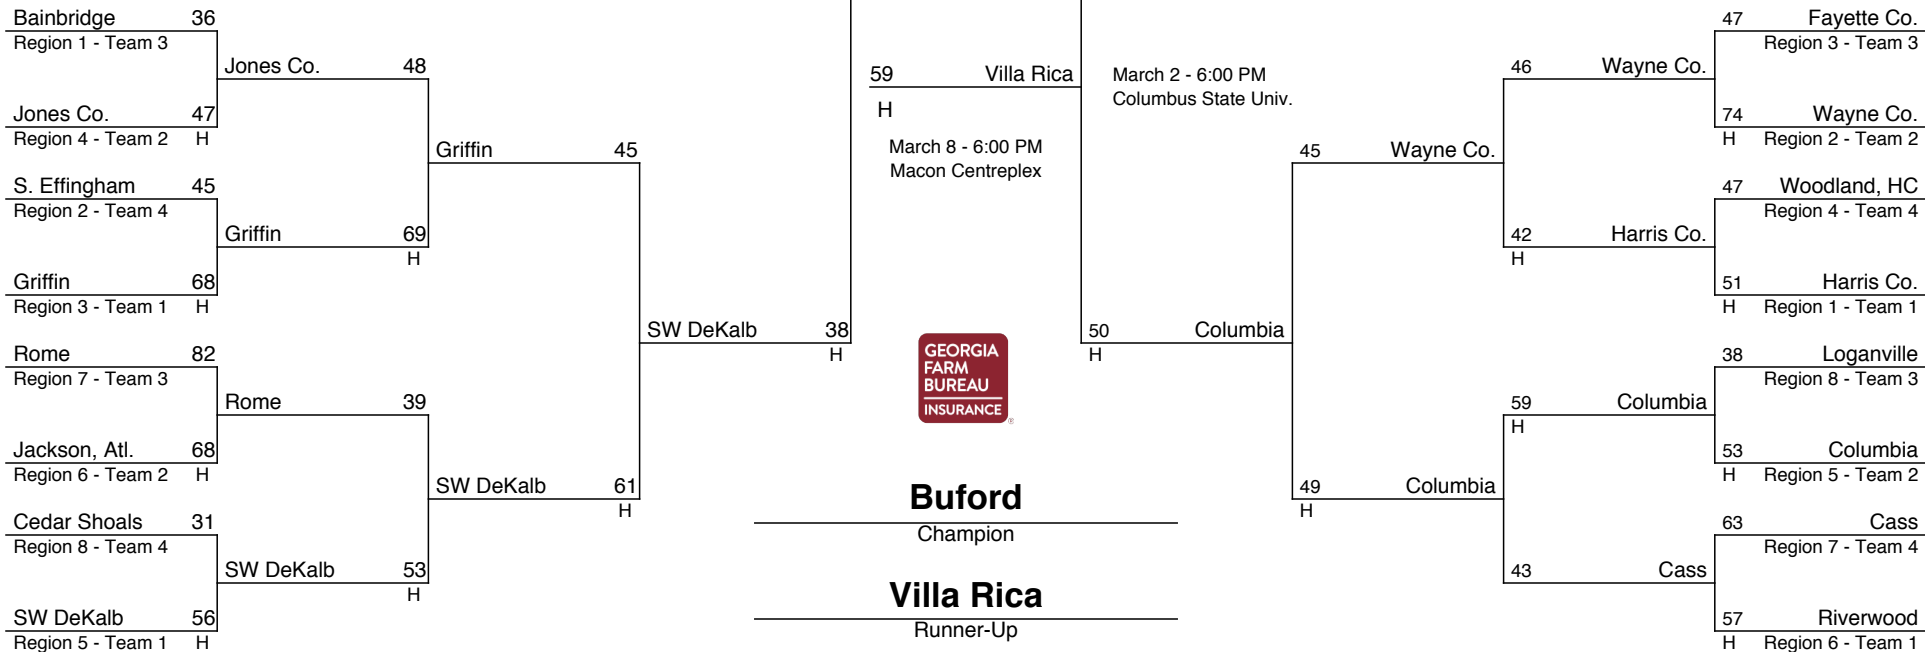 Bainbridge 36
Region 1 - Team 3
Jones Co. 48
Jones Co. 47
Region 4 - Team 2 H
Griffin 45
S. Effingham 45
Region 2 - Team 4
Griffin 69
H
Griffin 68
Region 3 - Team 1 H
SW DeKalb 38
H
Rome 82
Region 7 - Team 3
Rome 39
Jackson, Atl. 68
Region 6 - Team 2 H
SW DeKalb 61
H
Cedar Shoals 31
Region 8 - Team 4
SW DeKalb 53
H
SW DeKalb 56
Region 5 - Team 1 H
59 Villa Rica
H
March 8 - 6:00 PM
Macon Centreplex
March 2 - 6:00 PM
Columbus State Univ.
GEORGIA
FARM
BUREAU
INSURANCE
®
Buford
Champion
Villa Rica
Runner-Up
47 Fayette Co.
Region 3 - Team 3
46 Wayne Co.
74 Wayne Co.
H Region 2 - Team 2
45 Wayne Co.
47 Woodland, HC
Region 4 - Team 4
42 Harris Co.
H
51 Harris Co.
H Region 1 - Team 1
50 Columbia
H
38 Loganville
Region 8 - Team 3
59 Columbia
H
53 Columbia
H Region 5 - Team 2
49 Columbia
H
63 Cass
Region 7 - Team 4
43 Cass
57 Riverwood
H Region 6 - Team 1